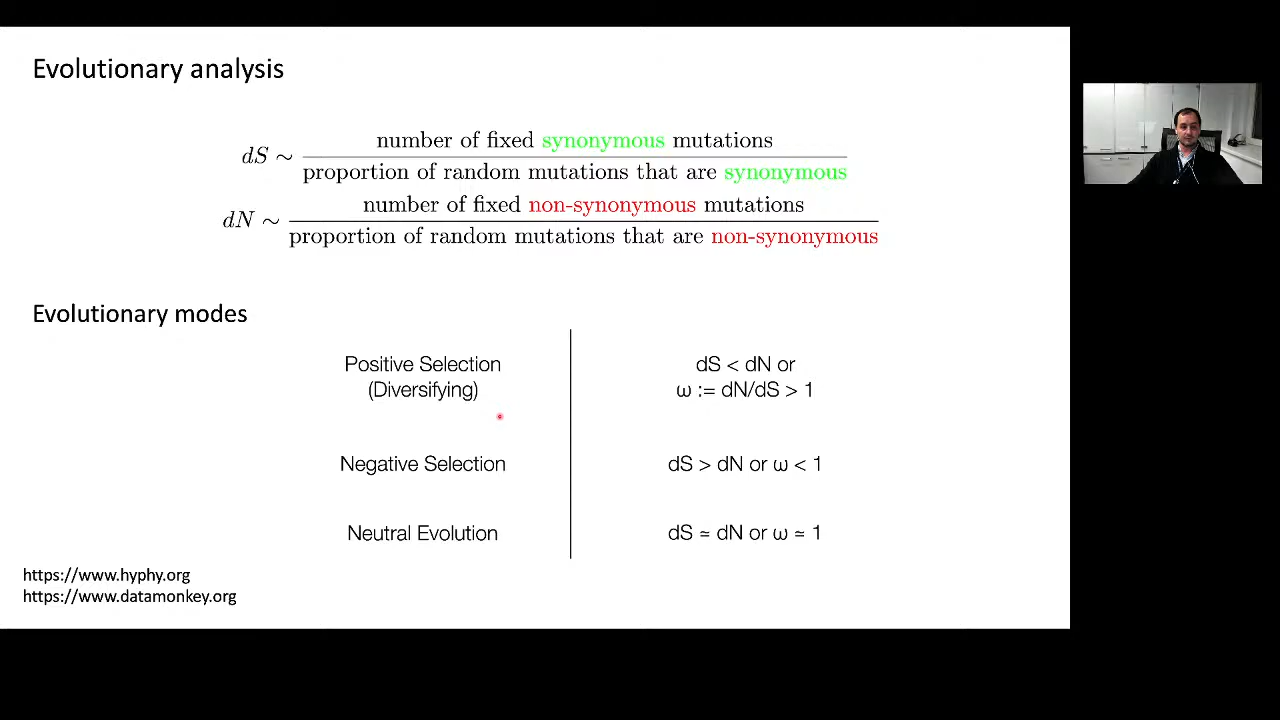 Evolutionary analysis
dS ~ number of fixed synonymous mutations
proportion of random mutations that are synonymous
dN ~ number of fixed non-synonymous mutations
proportion of random mutations that are non-synonymous
Evolutionary modes
Positive Selection
(Diversifying)
dS < dN or
ω := dN/dS > 1
Negative Selection
dS > dN or ω < 1
Neutral Evolution
dS ≃ dN or ω ≃ 1
https://www.hyphy.org
https://www.datamonkey.org